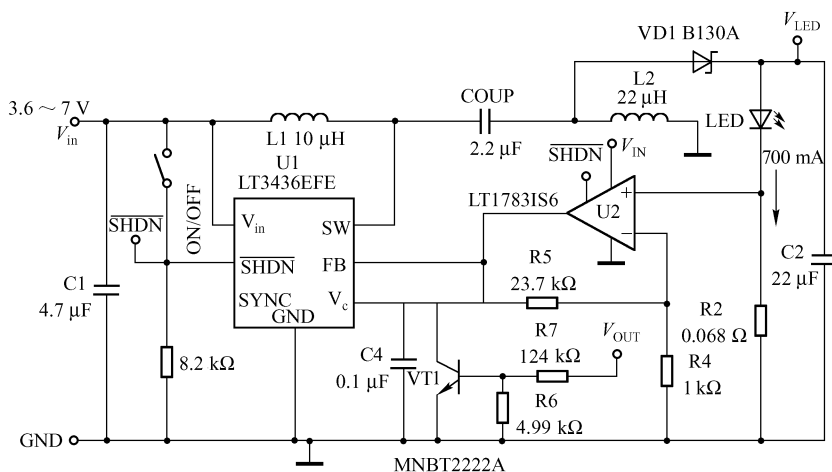 VD1 B130A
V_LED
L2
22 μH
COUP
2.2 μF
LED
3.6～7 V
V_in
L1 10 μH
U1
LT3436EFE
SHDN
V_IN
700 mA
LT1783IS6
+
U2
−
ON/OFF
V_in
SW
SHDN
SHDN
FB
SYNC
V_c
GND
C1
4.7 μF
R5
23.7 kΩ
C2
22 μF
R7
124 kΩ
V_OUT
R2
0.068 Ω
8.2 kΩ
C4
0.1 μF
VT1
R4
1 kΩ
R6
4.99 kΩ
GND
MNBT2222A